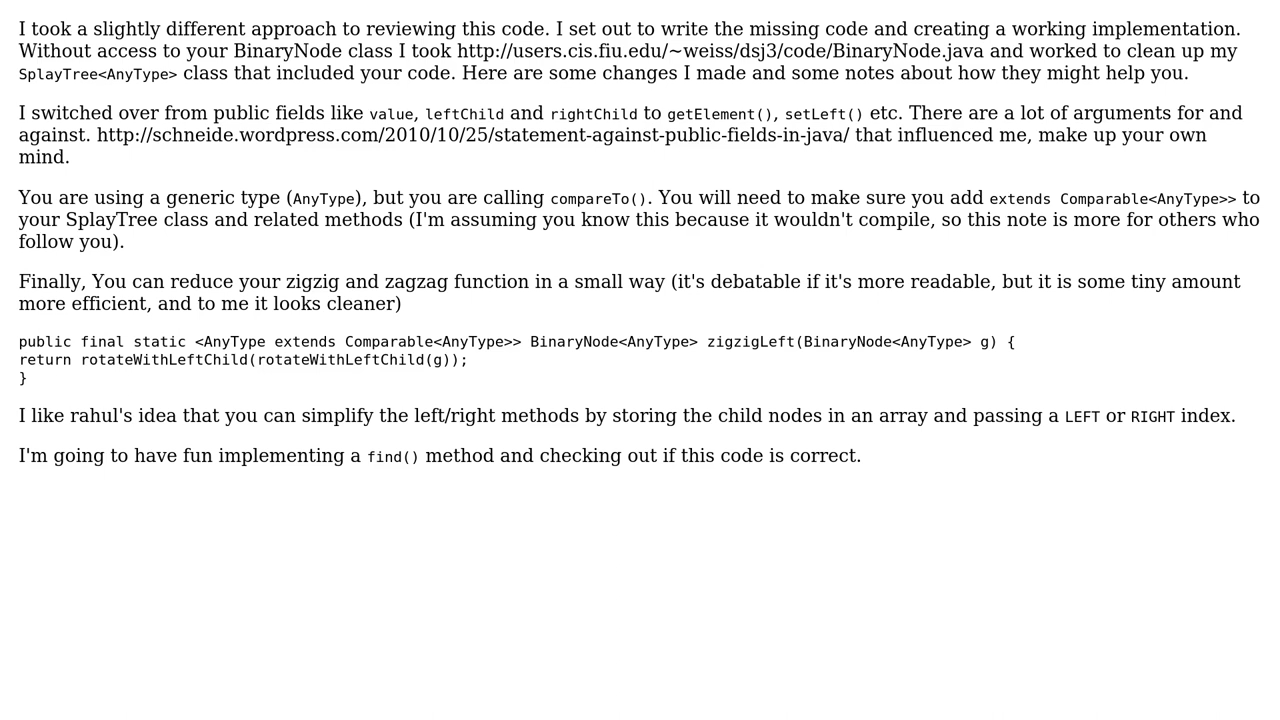 I took a slightly different approach to reviewing this code. I set out to write the missing code and creating a working implementation.
Without access to your BinaryNode class I took http://users.cis.fiu.edu/~weiss/dsj3/code/BinaryNode.java and worked to clean up my
SplayTree<AnyType> class that included your code. Here are some changes I made and some notes about how they might help you.
I switched over from public fields like value, leftChild and rightChild to getElement(), setLeft() etc. There are a lot of arguments for and
against. http://schneide.wordpress.com/2010/10/25/statement-against-public-fields-in-java/ that influenced me, make up your own
mind.
You are using a generic type (AnyType), but you are calling compareTo(). You will need to make sure you add extends Comparable<AnyType>> to
your SplayTree class and related methods (I'm assuming you know this because it wouldn't compile, so this note is more for others who
follow you).
Finally, You can reduce your zigzig and zagzag function in a small way (it's debatable if it's more readable, but it is some tiny amount
more efficient, and to me it looks cleaner)
public final static <AnyType extends Comparable<AnyType>> BinaryNode<AnyType> zigzigLeft(BinaryNode<AnyType> g) {
return rotateWithLeftChild(rotateWithLeftChild(g));
}
I like rahul's idea that you can simplify the left/right methods by storing the child nodes in an array and passing a LEFT or RIGHT index.
I'm going to have fun implementing a find() method and checking out if this code is correct.